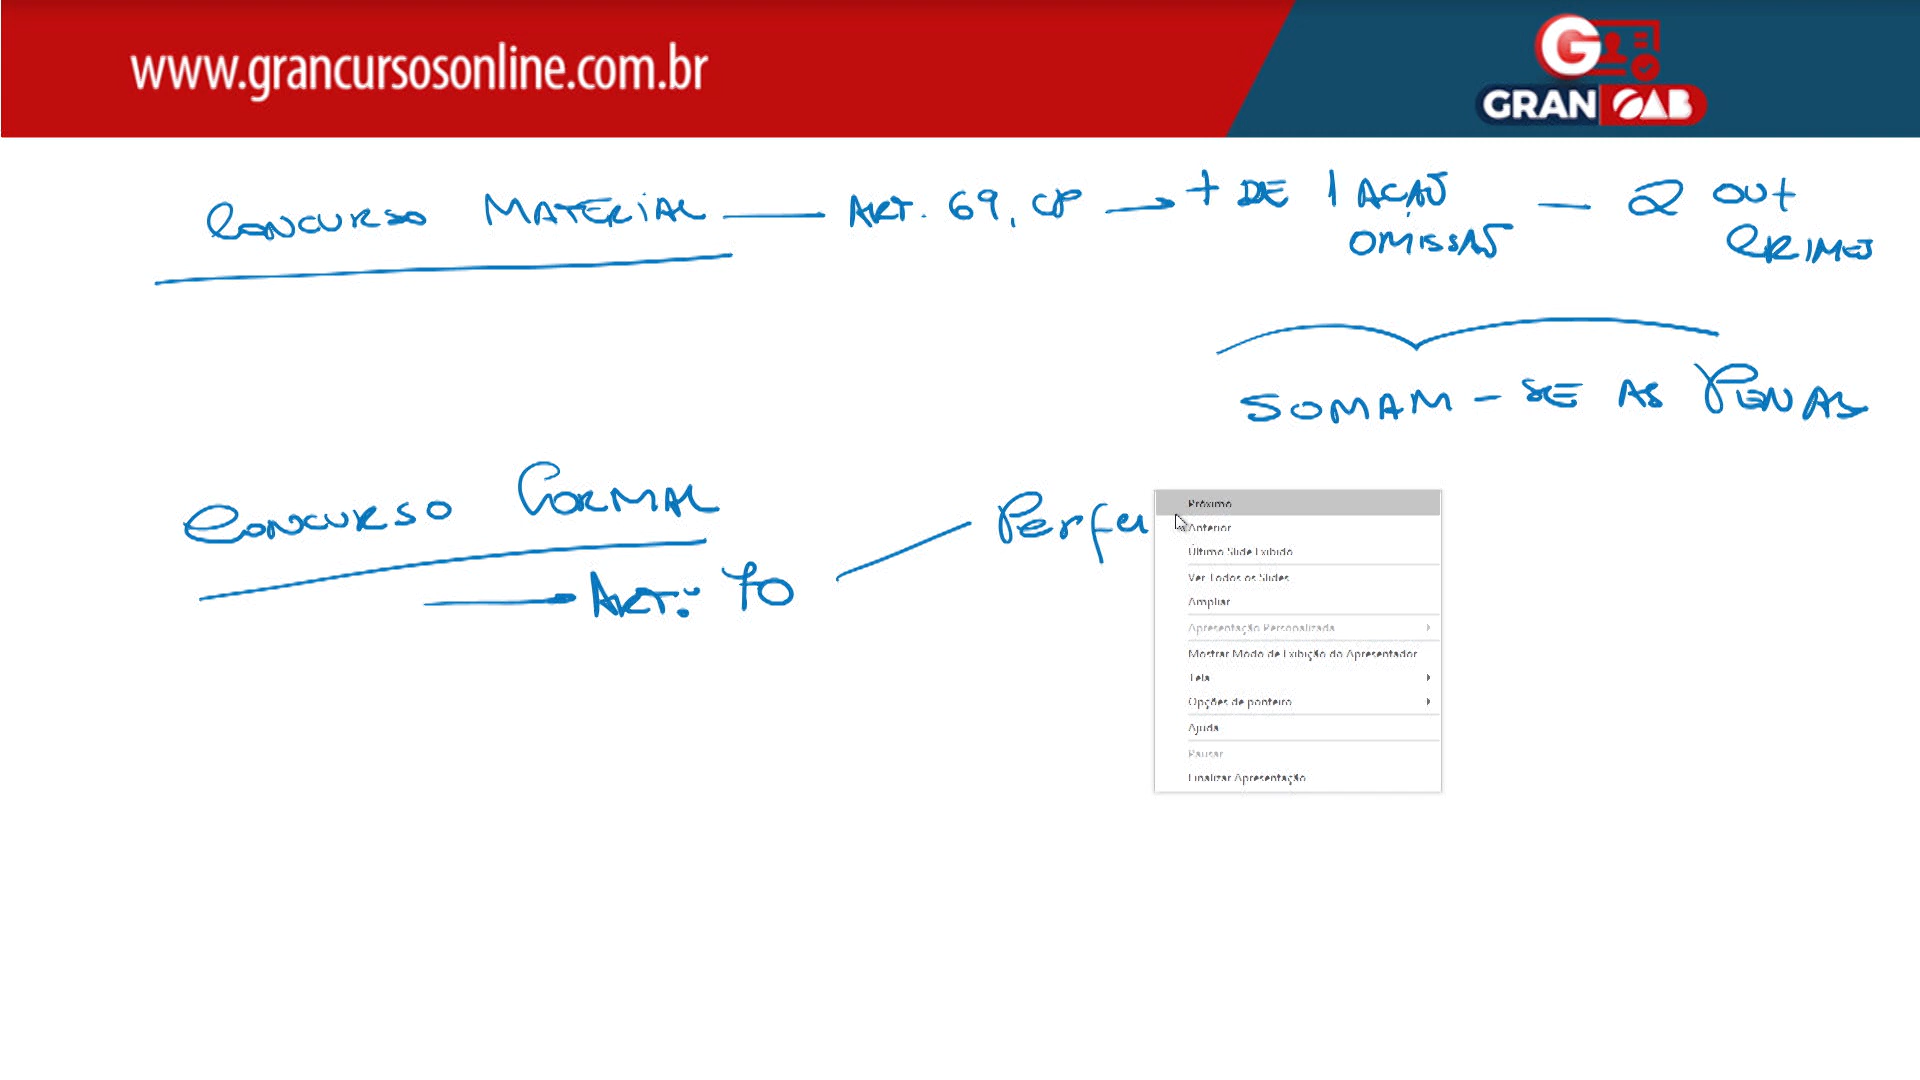 www.grancursosonline.com.br
GRAN OAB
CONCURSO MATERIAL — ART. 69, CP → + DE 1 AÇÃO — 2 OU +
OMISSÃO CRIMES
SOMAM-SE AS PENAS
CONCURSO FORMAL
→ ART. 70
Perfei
Próximo
Anterior
Último Slide Exibido
Ver Todos os Slides
Ampliar
Apresentação Personalizada
Mostrar Modo de Exibição do Apresentador
Tela
Opções de ponteiro
Ajuda
Pausar
Finalizar Apresentação